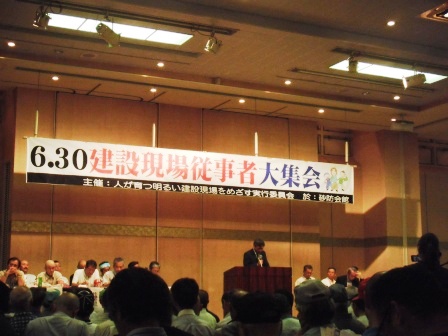 6.30建設現場従事者大集会
主催：人が育つ明るい建設現場をめざす実行委員会 於：砂防会館